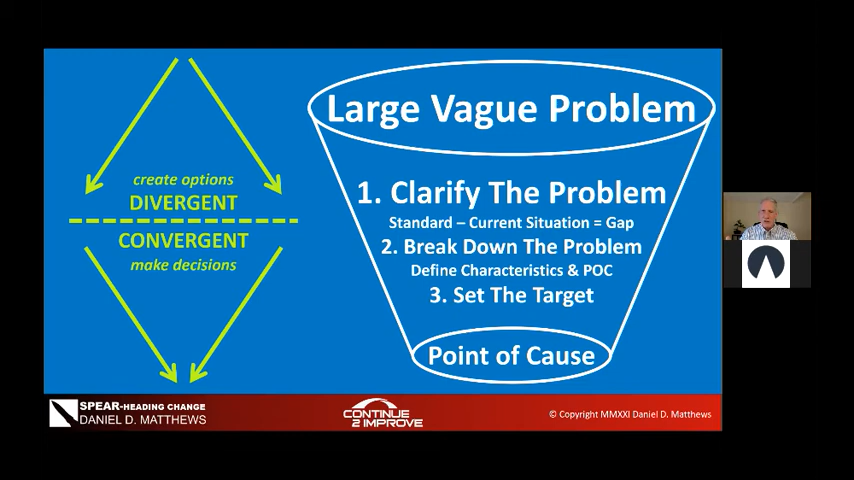 create options
DIVERGENT
CONVERGENT
make decisions
Large Vague Problem
1. Clarify The Problem
Standard – Current Situation = Gap
2. Break Down The Problem
Define Characteristics & POC
3. Set The Target
Point of Cause
SPEAR-HEADING CHANGE
DANIEL D. MATTHEWS
CONTINUE
2 IMPROVE
© Copyright MMXXI Daniel D. Matthews